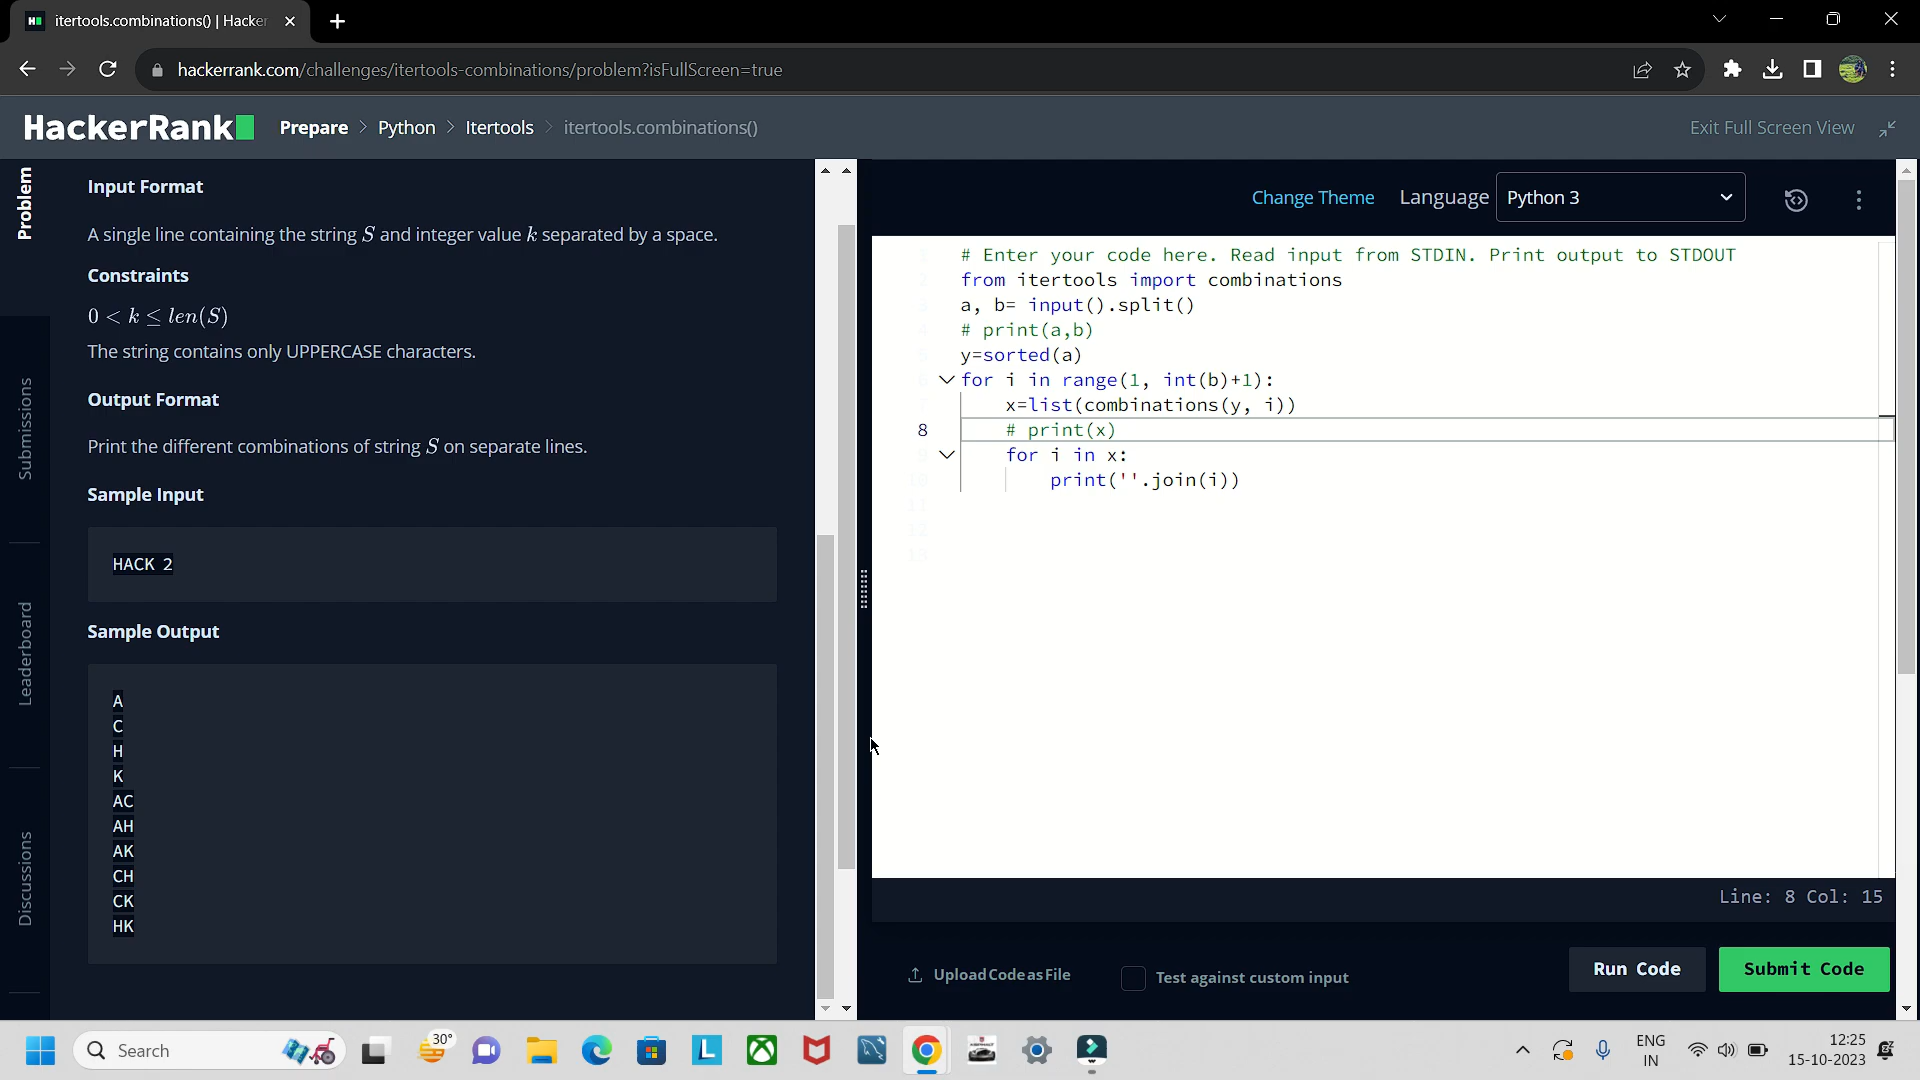 itertools.combinations() | Hacker
hackerrank.com/challenges/itertools-combinations/problem?isFullScreen=true
HackerRank
Prepare > Python > Itertools > itertools.combinations()
Exit Full Screen View
Problem
Submissions
Leaderboard
Discussions
Input Format
A single line containing the string S and integer value k separated by a space.
Constraints
0 < k ≤ len(S)
The string contains only UPPERCASE characters.
Output Format
Print the different combinations of string S on separate lines.
Sample Input
HACK 2
Sample Output
A
C
H
K
AC
AH
AK
CH
CK
HK
Change Theme Language Python 3
# Enter your code here. Read input from STDIN. Print output to STDOUT
from itertools import combinations
a, b= input().split()
# print(a,b)
y=sorted(a)
for i in range(1, int(b)+1):
x=list(combinations(y, i))
8 # print(x)
for i in x:
print(''.join(i))
Line: 8 Col: 15
Upload Code as File
Test against custom input
Run Code
Submit Code
Search
30°
ENG
IN
12:25
15-10-2023